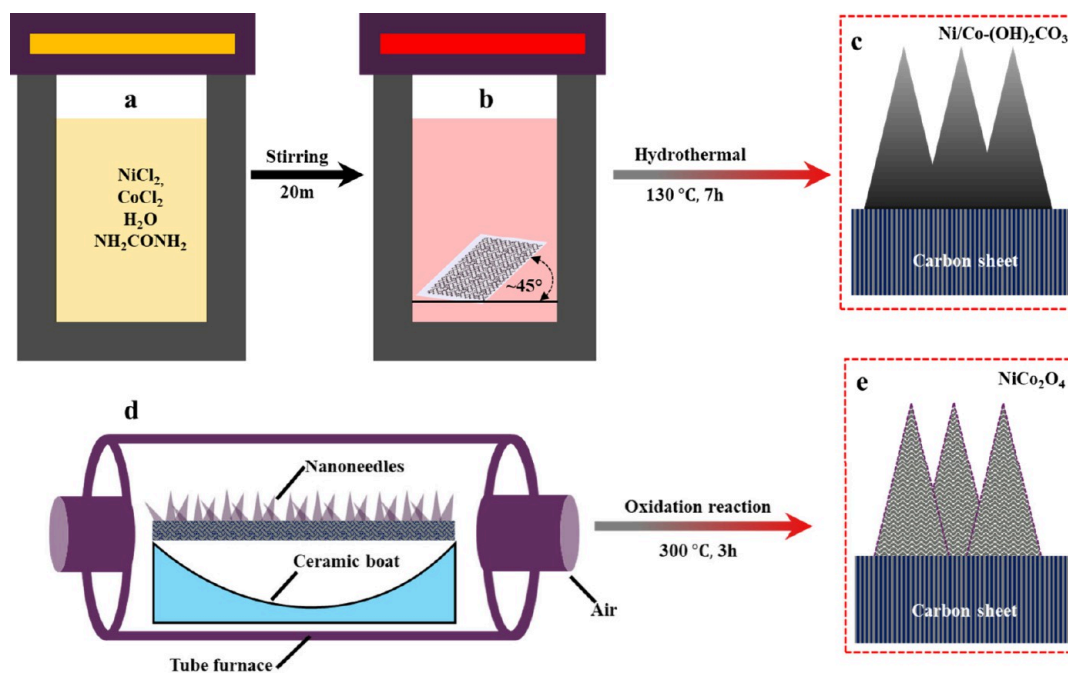 a
NiCl₂,
CoCl₂
H₂O
NH₂CONH₂
Stirring
20m
b
~45°
Hydrothermal
130 °C, 7h
c
Ni/Co-(OH)₂CO₃
Carbon sheet
d
Nanoneedles
Ceramic boat
Tube furnace
Air
Oxidation reaction
300 °C, 3h
e
NiCo₂O₄
Carbon sheet